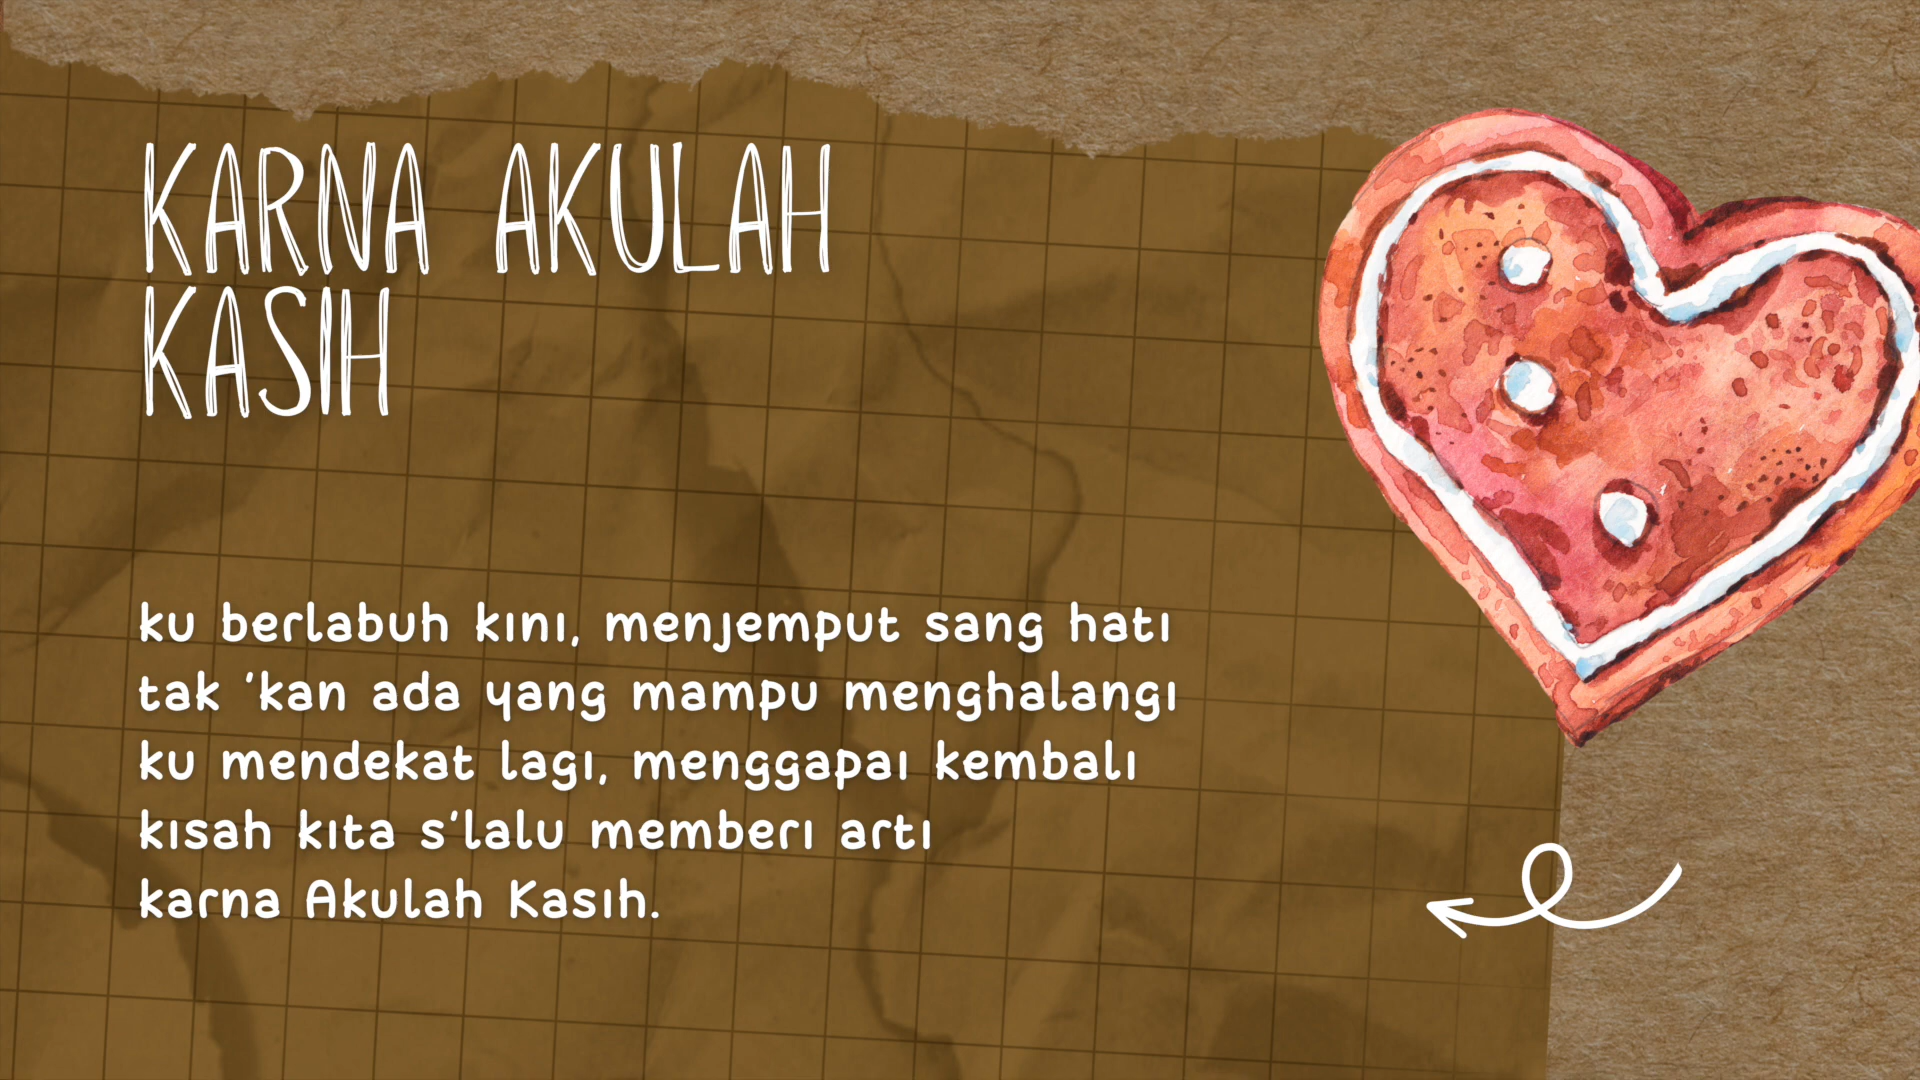 KARNA AKULAH
KASIH
ku berlabuh kini, menjemput sang hati
tak 'kan ada yang mampu menghalangi
ku mendekat lagi, menggapai kembali
kisah kita s'lalu memberi arti
karna Akulah Kasih.